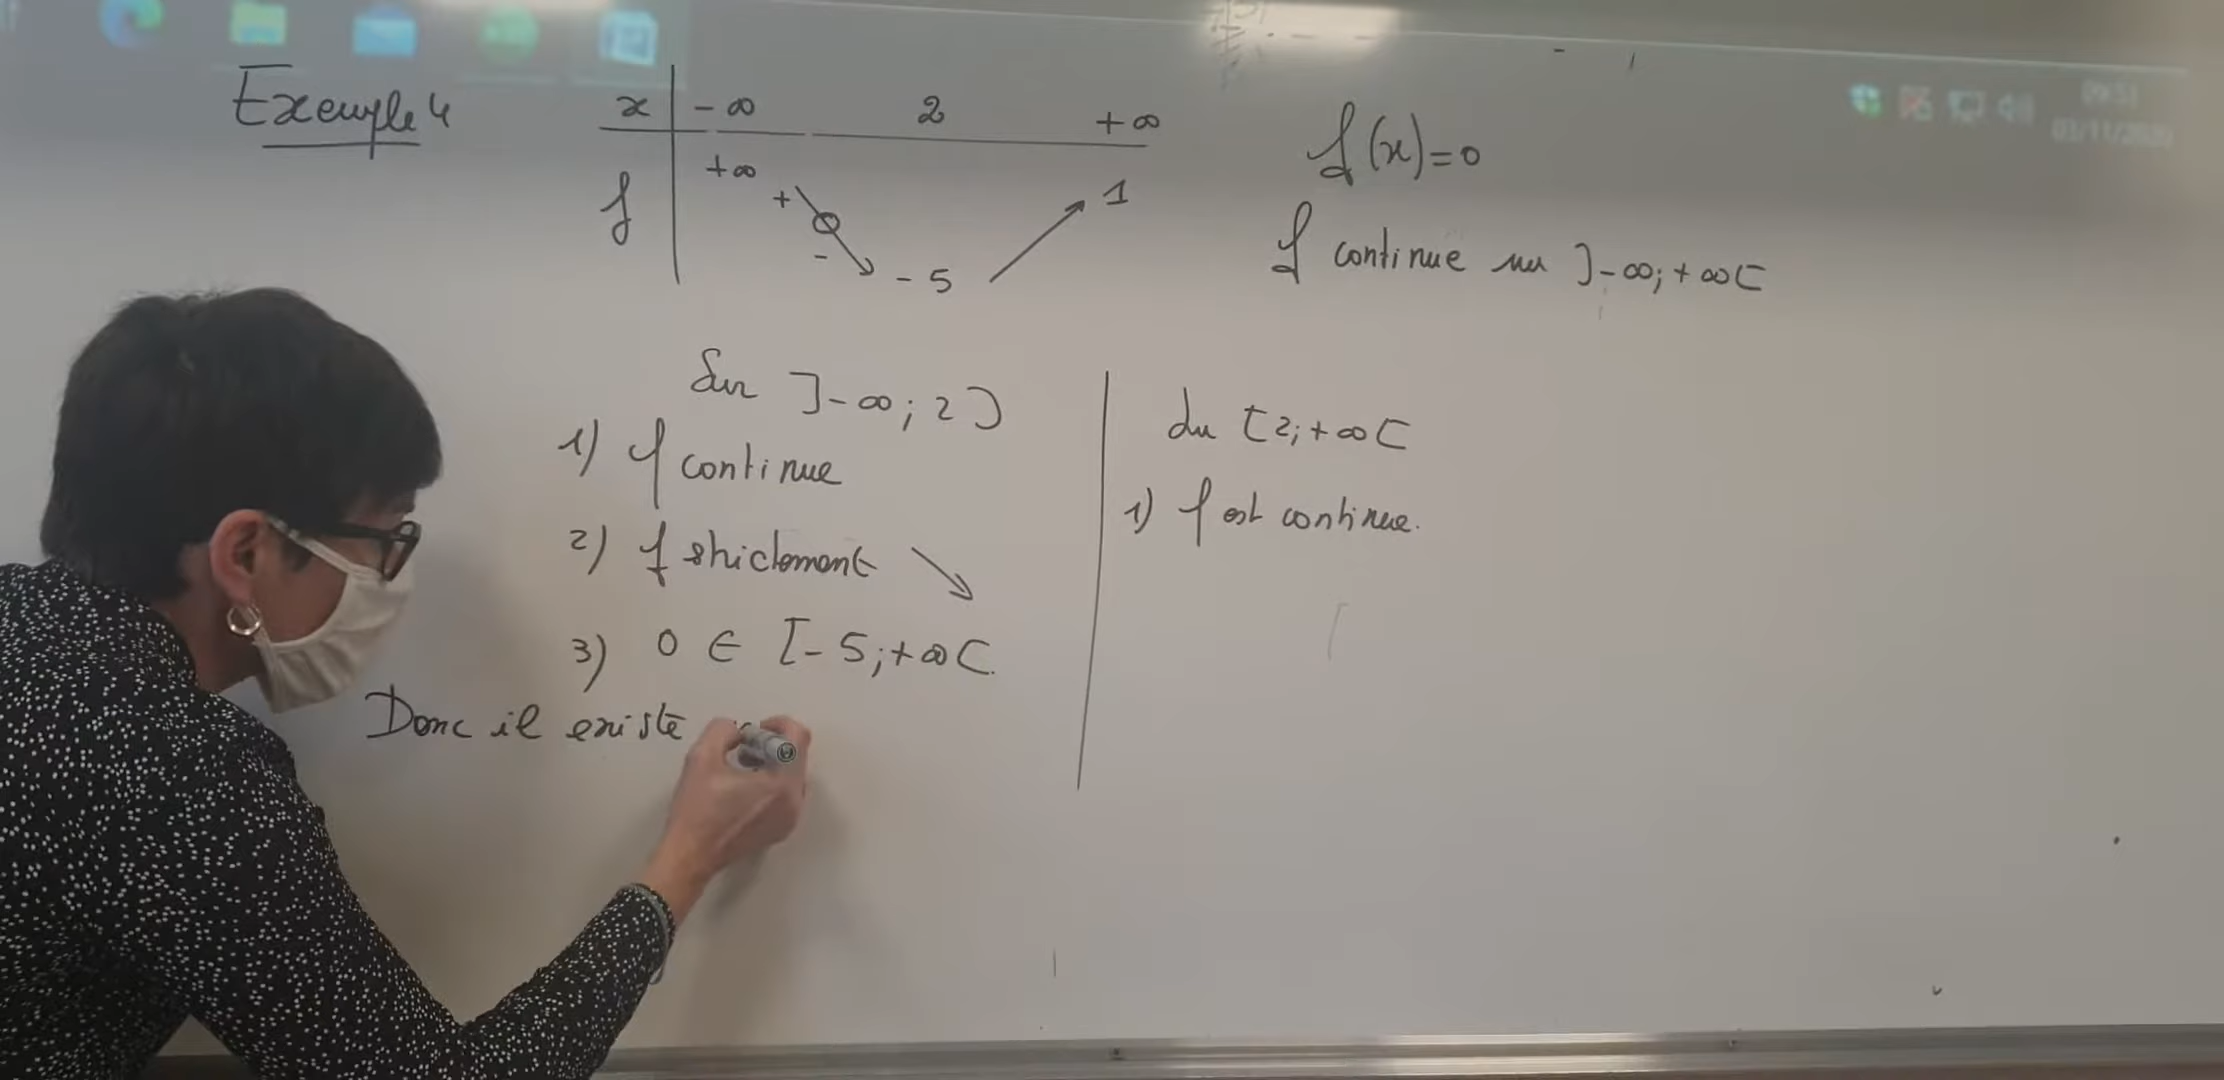 Exemple 4
x | -∞ 2 +∞
f | +∞ + 0 - -5 1
f(x)=0
f continue sur ]-∞;+∞[
Sur ]-∞;2]
1) f continue
2) f strictement ↘
3) 0 ∈ [-5;+∞[.
Donc il existe
Sur [2;+∞[
1) f est continue.